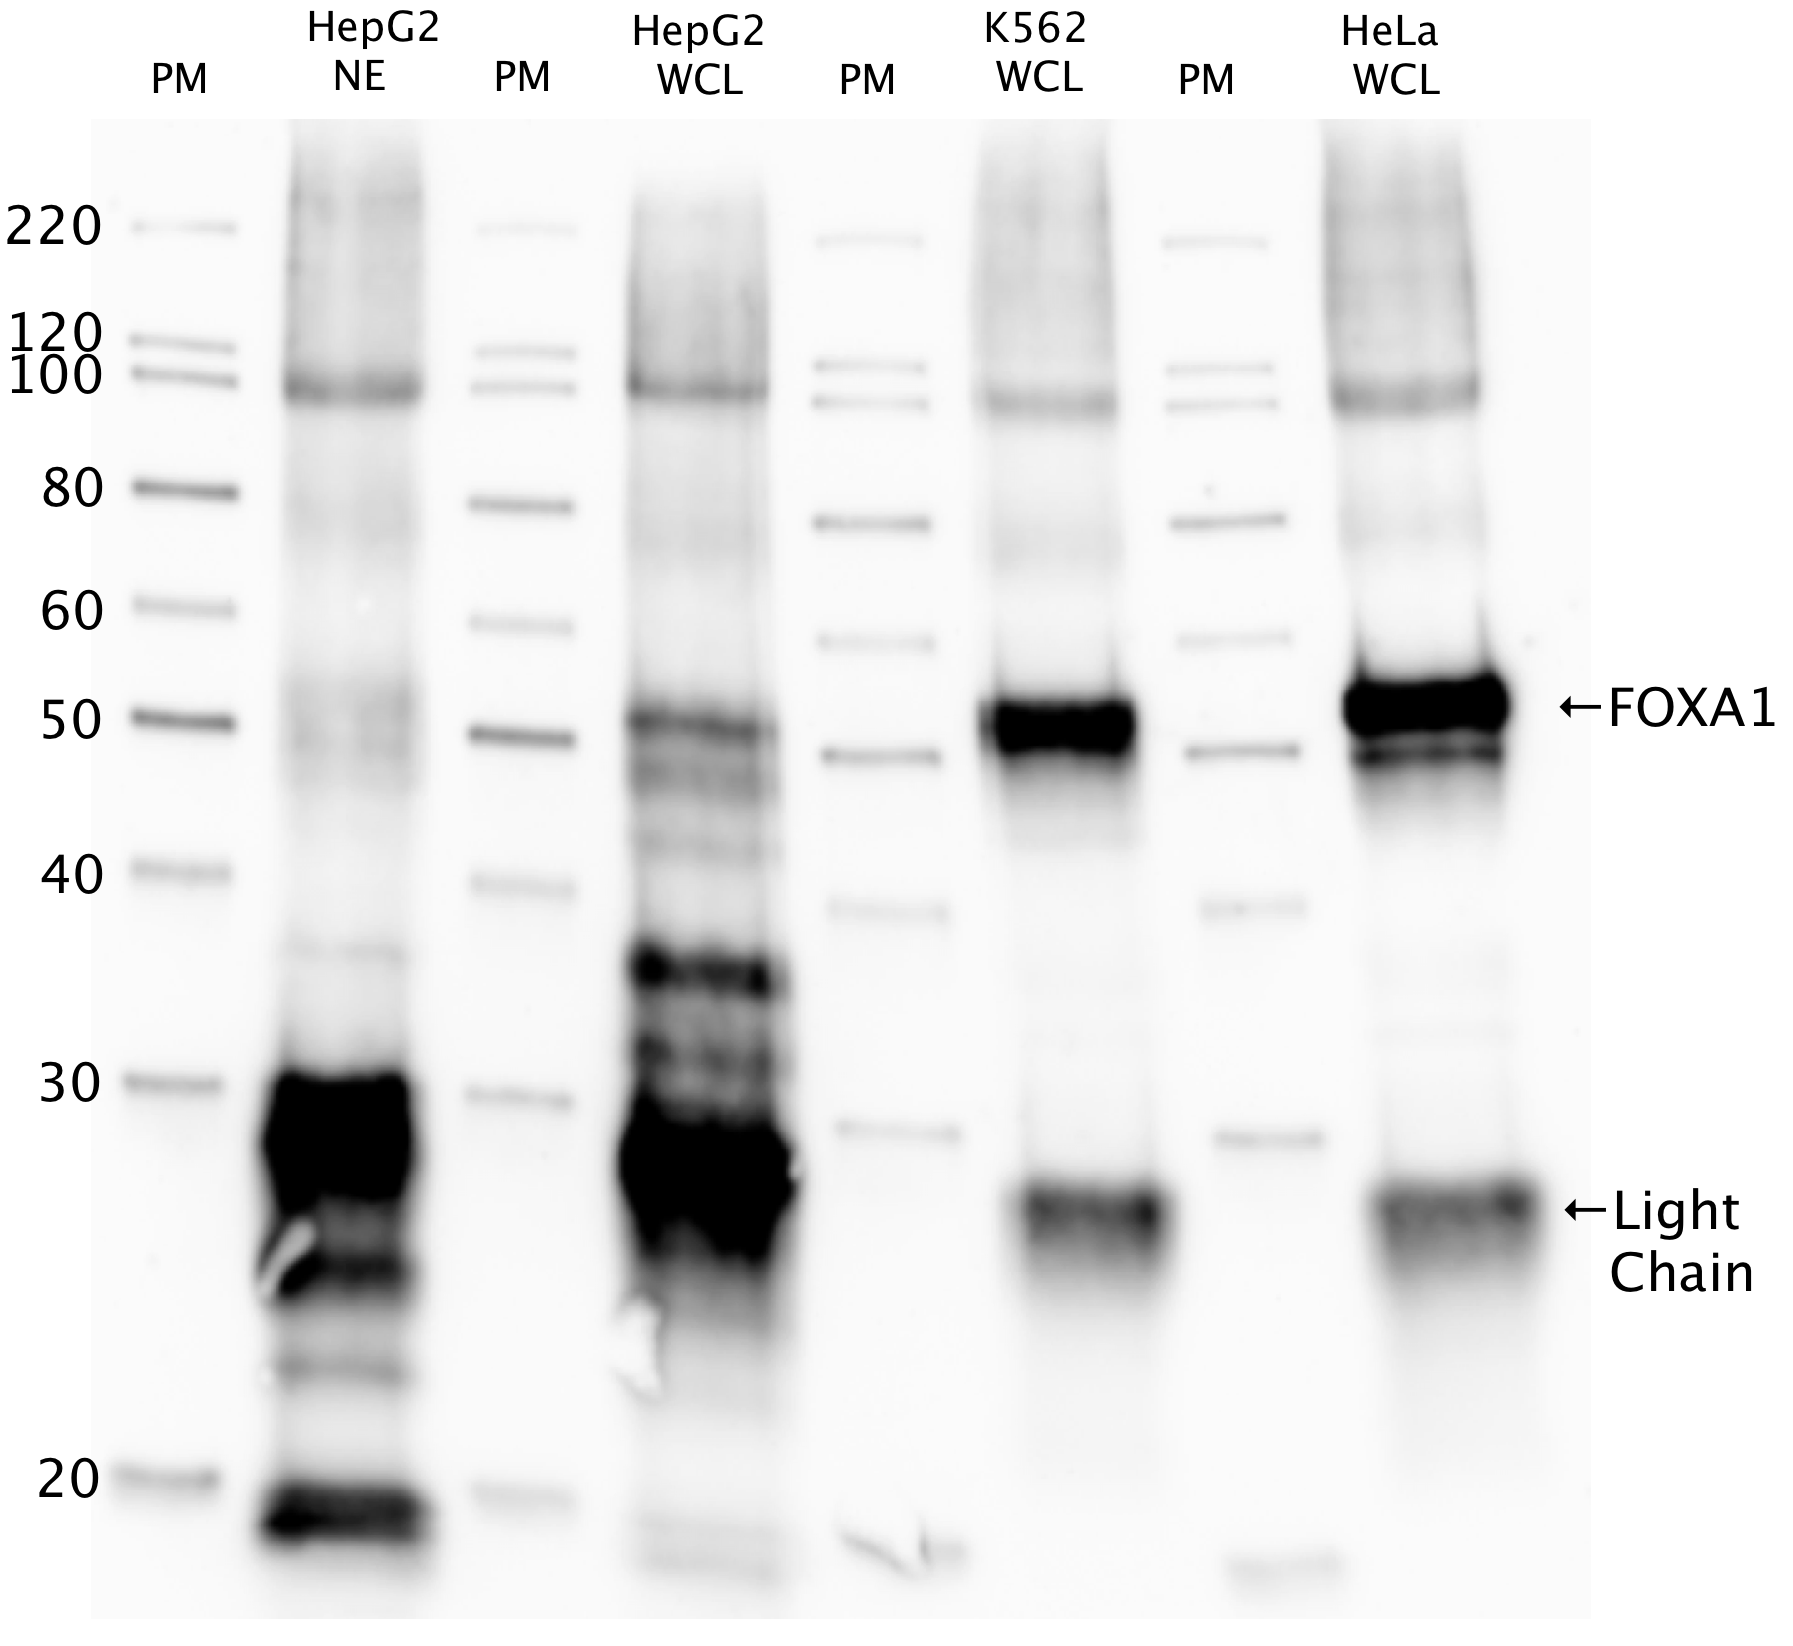 HepG2
NE
HepG2
WCL
K562
WCL
HeLa
WCL
PM
PM
PM
PM
220
120
100
80
60
50
40
30
20
←FOXA1
←Light
Chain